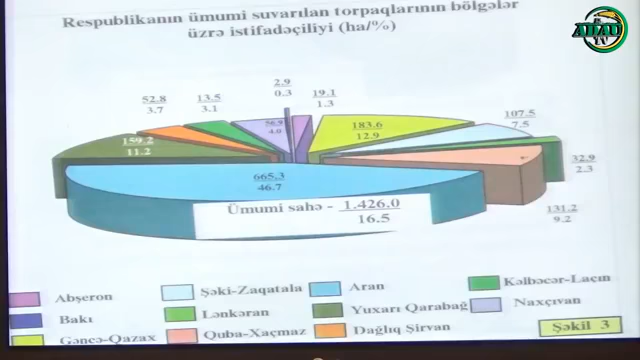 Respublikanın ümumi suvarılan torpaqlarının bölgələr
üzrə istifadəçiliyi (ha/%)
ADAU
TV
2.9
0.3
19.1
1.3
52.8
3.7
13.5
3.1
56.9
4.0
183.6
12.9
107.5
7.5
159.2
11.2
32.9
2.3
665.3
46.7
131.2
9.2
Ümumi sahə - 1.426.0
16.5
Abşeron
Şəki-Zaqatala
Aran
Kəlbəcər-Laçın
Bakı
Lənkəran
Yuxarı-Qarabağ
Naxçıvan
Gəncə-Qazax
Quba-Xaçmaz
Dağlıq Şirvan
Şəkil 3